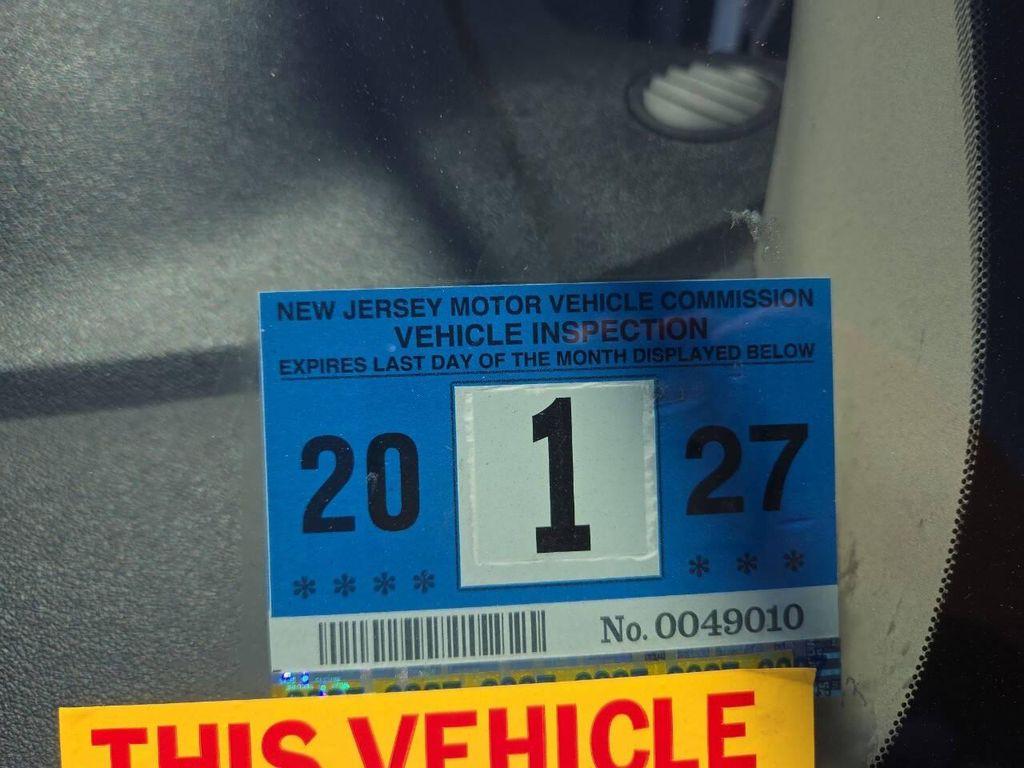 NEW JERSEY MOTOR VEHICLE COMMISSION
VEHICLE INSPECTION
EXPIRES LAST DAY OF THE MONTH DISPLAYED BELOW
20 1 27
* * * * * * *
No. 0049010
THIS VEHICLE